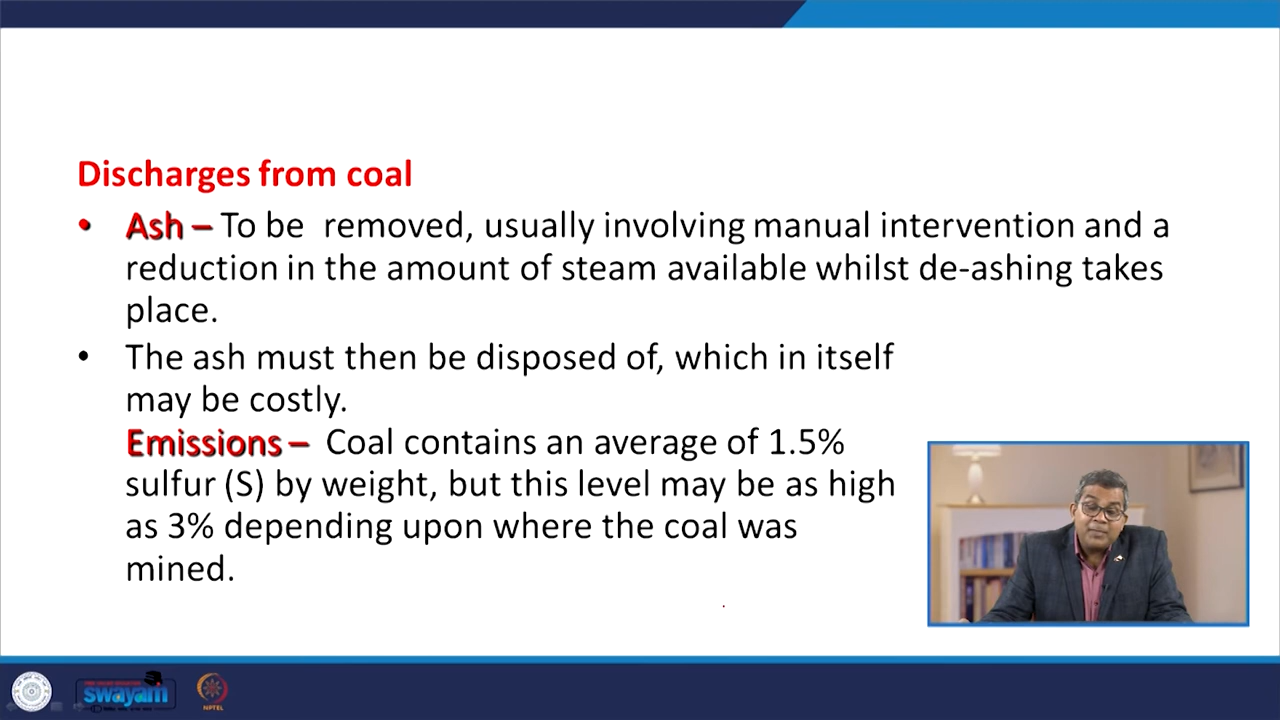 Discharges from coal
• Ash – To be removed, usually involving manual intervention and a
reduction in the amount of steam available whilst de-ashing takes
place.
• The ash must then be disposed of, which in itself
may be costly.
Emissions – Coal contains an average of 1.5%
sulfur (S) by weight, but this level may be as high
as 3% depending upon where the coal was
mined.
swayam
NPTEL